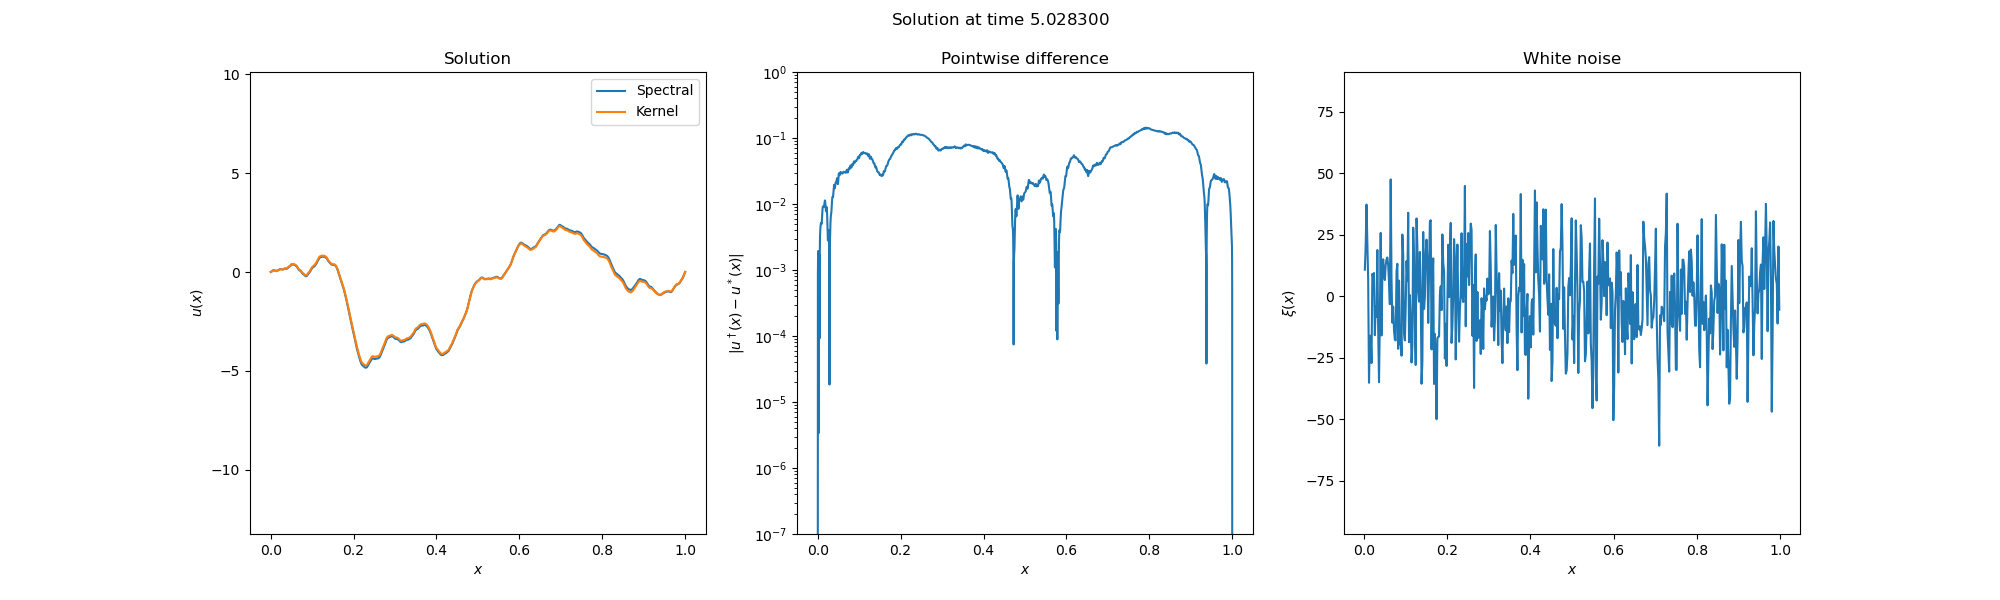 Solution at time 5.028300
Solution
10
5
0
−5
−10
u(x)
0.0 0.2 0.4 0.6 0.8 1.0
x
Spectral
Kernel
Pointwise difference
10⁰
10⁻¹
10⁻²
10⁻³
10⁻⁴
10⁻⁵
10⁻⁶
10⁻⁷
|u†(x) − u*(x)|
0.0 0.2 0.4 0.6 0.8 1.0
x
White noise
75
50
25
0
−25
−50
−75
ξ(x)
0.0 0.2 0.4 0.6 0.8 1.0
x